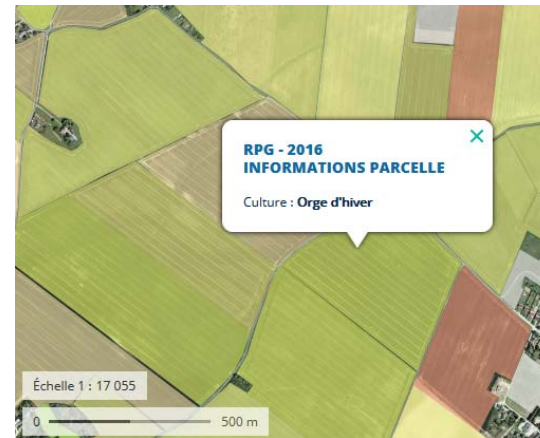 RPG - 2016
INFORMATIONS PARCELLE
Culture : Orge d'hiver
Échelle 1 : 17 055
0 500 m